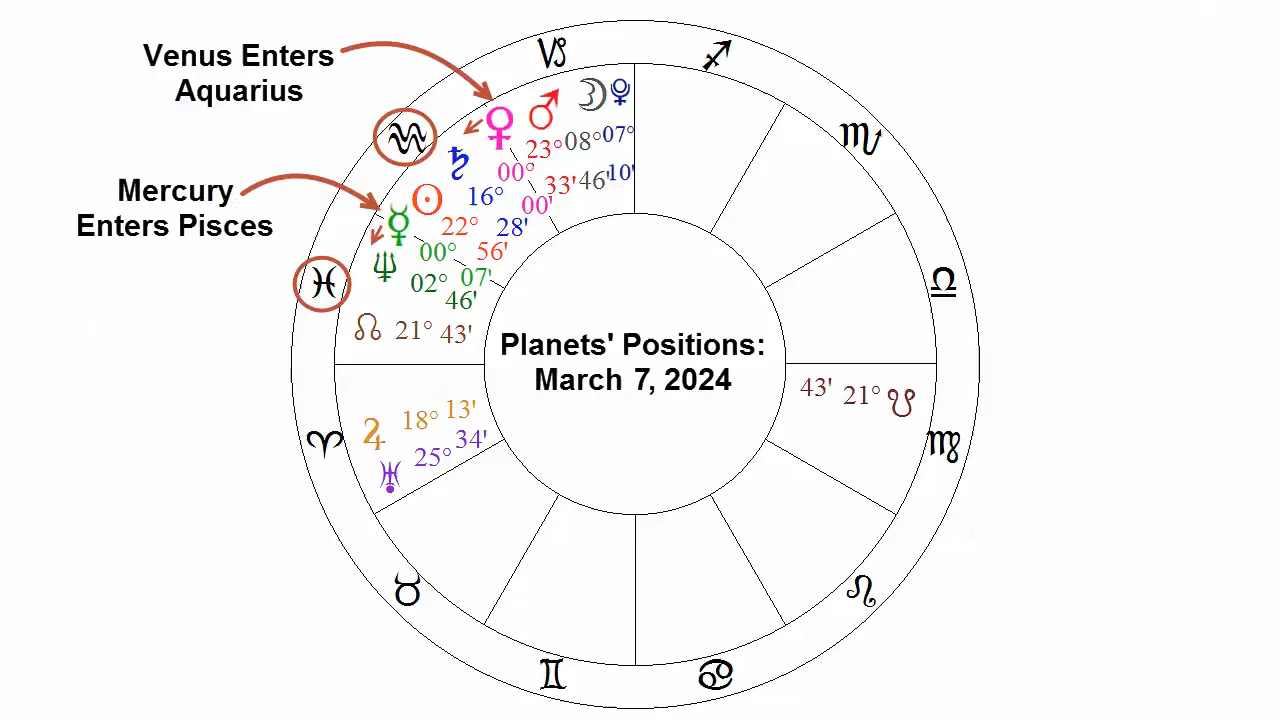 Venus Enters
Aquarius
Mercury
Enters Pisces
♑
♐
♏
♎
♍
♌
♋
♊
♉
♈
♓
♒
♀ 00° 00'
♂ 23° 33'
☽ 08° 46'
♇ 07° 10'
♄ 16° 28'
☉ 22° 56'
☿ 00° 07'
♆ 02° 46'
☊ 21° 43'
♃ 18° 13'
♅ 25° 34'
43' 21° ☋
Planets' Positions:
March 7, 2024